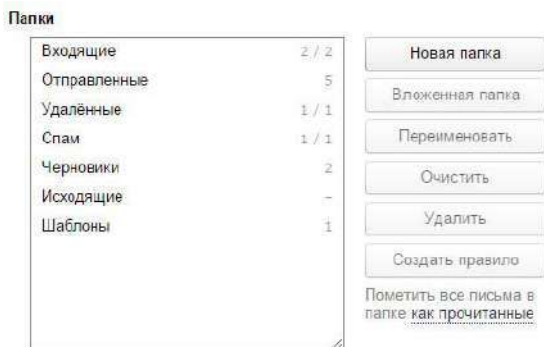 Папки
Входящие 2 / 2
Отправленные 5
Удалённые 1 / 1
Спам 1 / 1
Черновики 2
Исходящие –
Шаблоны 1
Новая папка
Вложенная папка
Переименовать
Очистить
Удалить
Создать правило
Пометить все письма в
папке как прочитанные